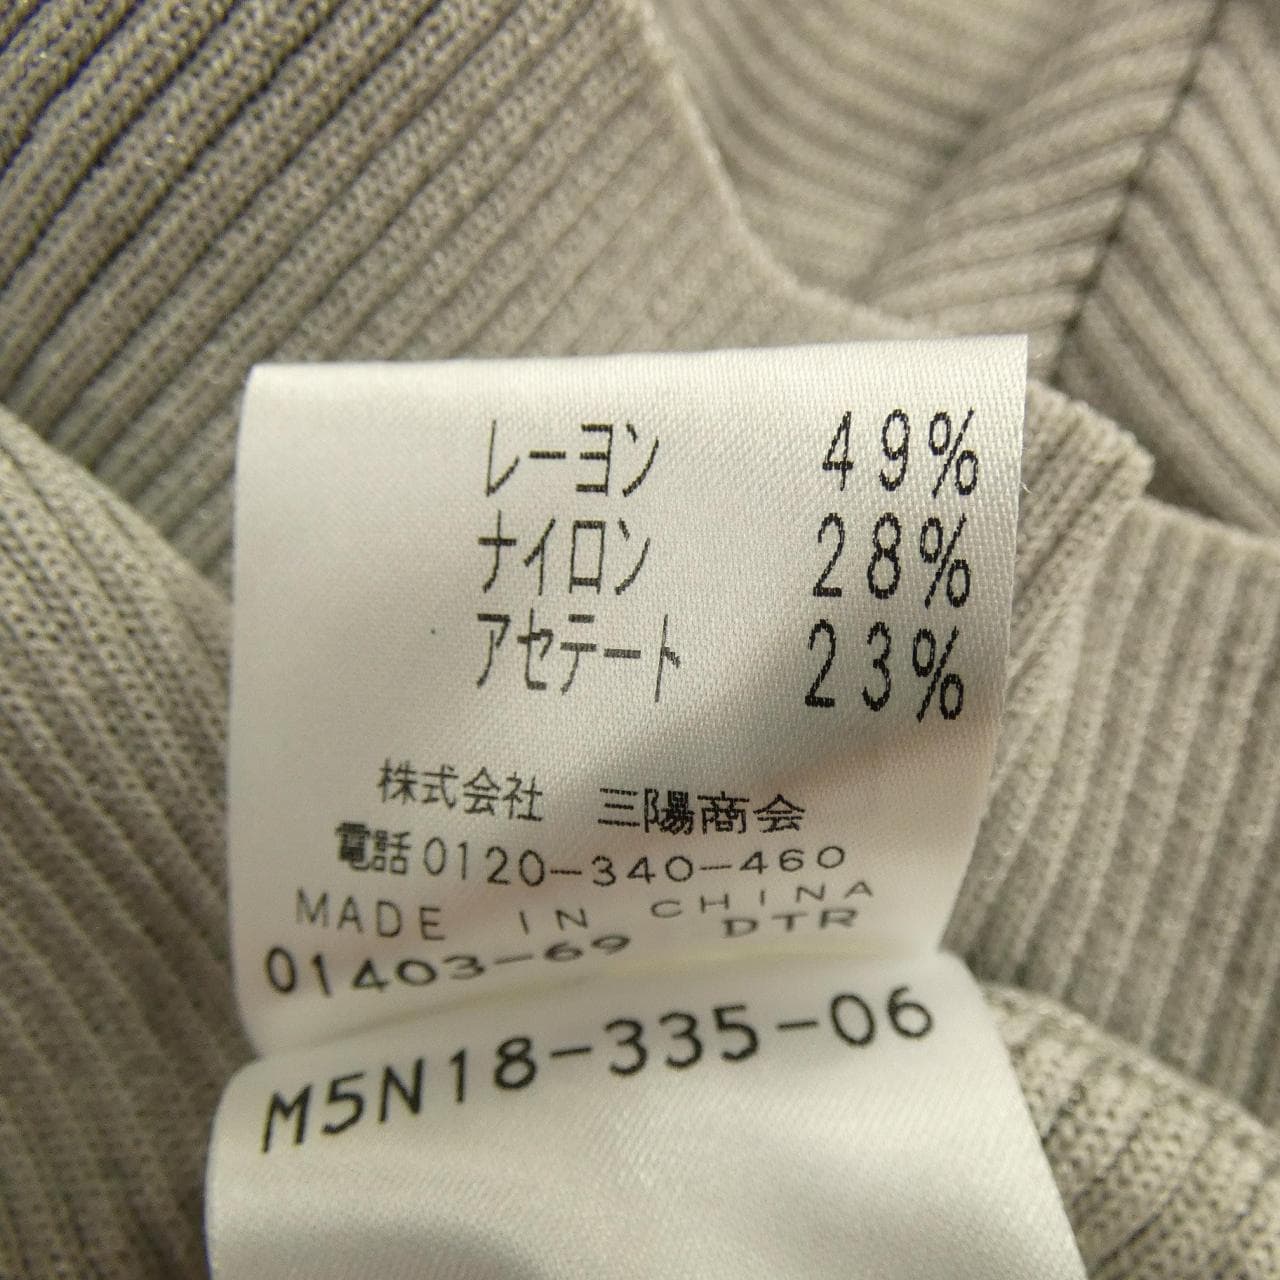 レーヨン 49%
ナイロン 28%
アセテート 23%
株式会社 三陽商会
電話0120-340-460
MADE IN CHINA
01403-69 DTR
M5N18-335-06